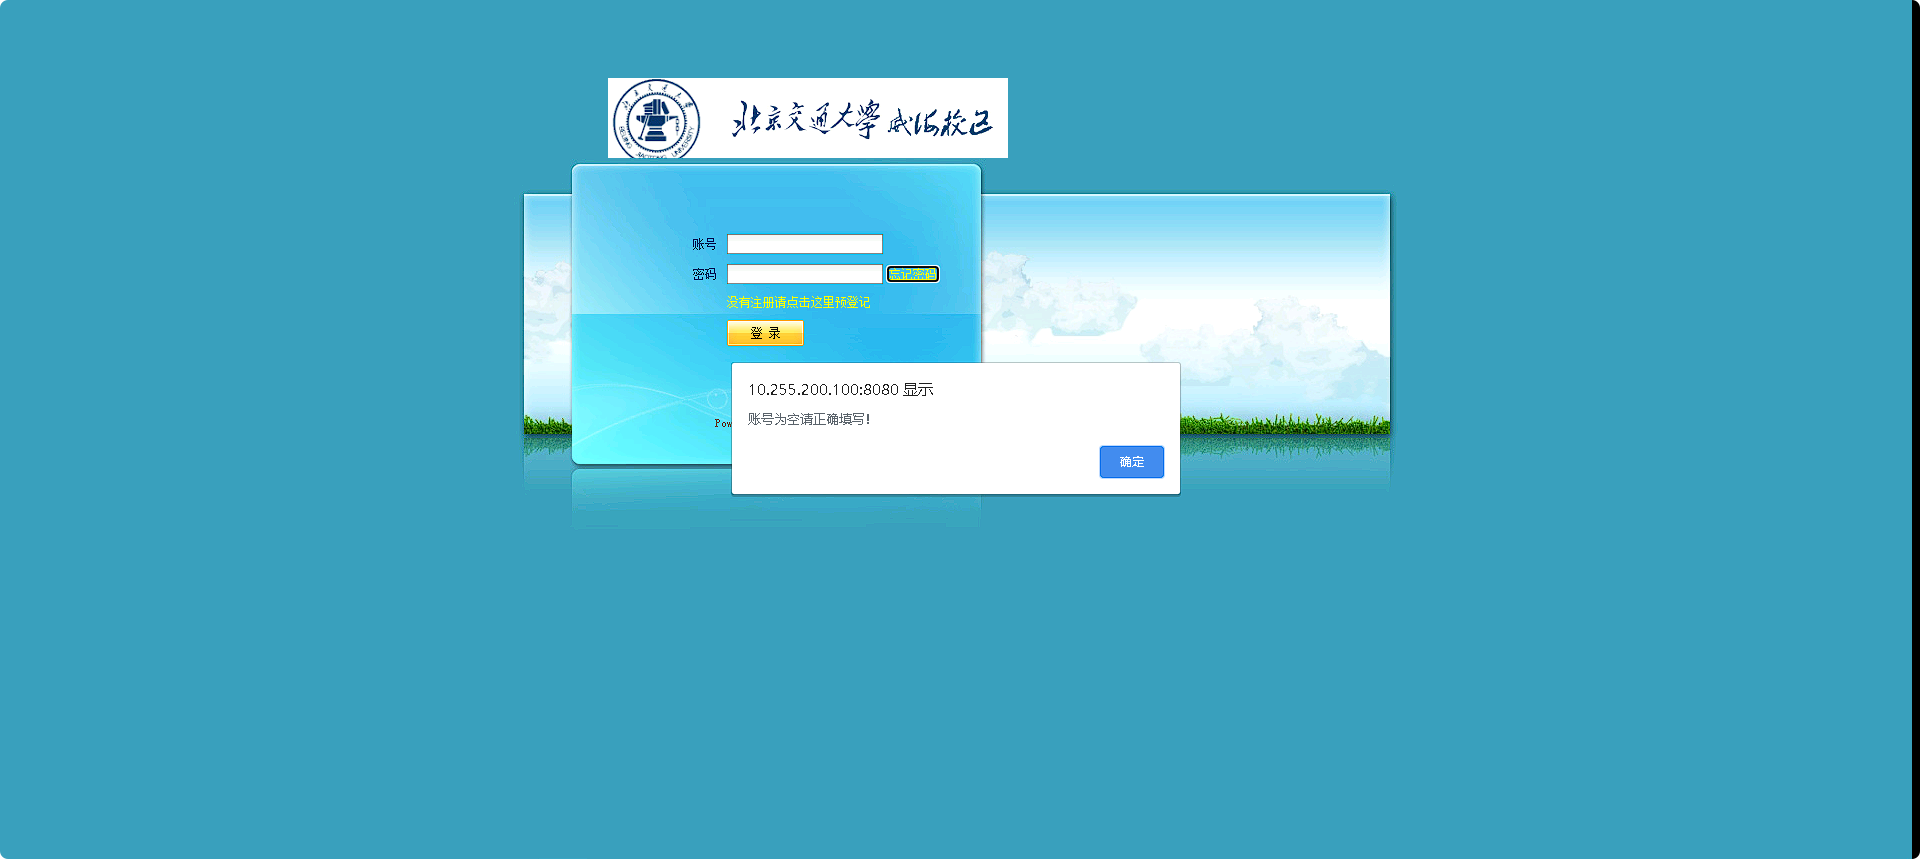 北京交通大學 威海校区
账号
密码 忘记密码
没有注册请点击这里预登记
登 录
10.255.200.100:8080 显示
账号为空请正确填写!
Pow
确定